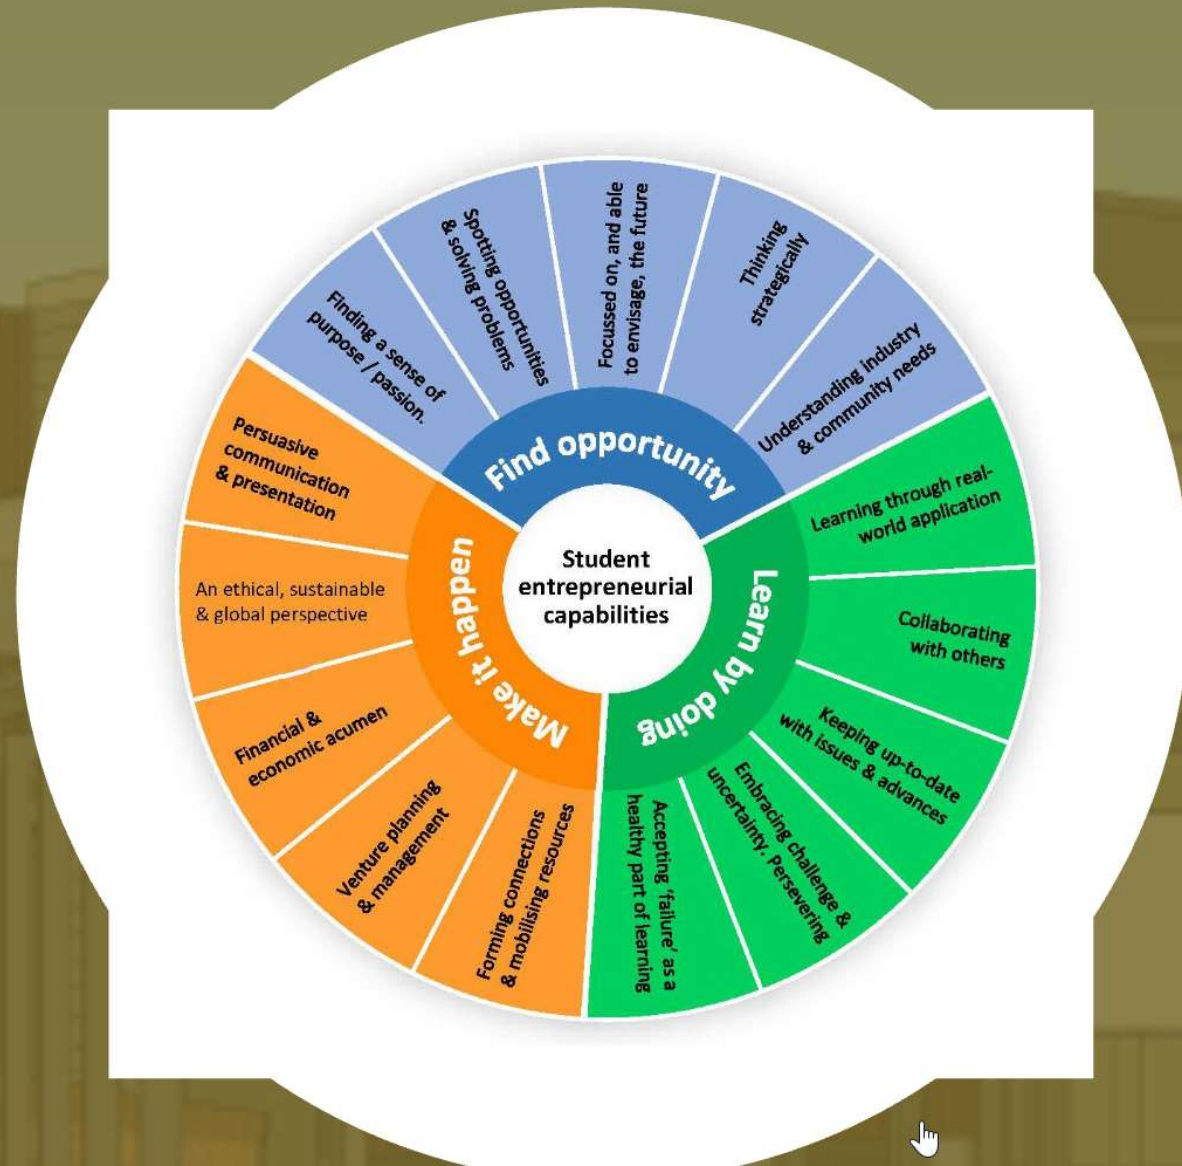 Student
entrepreneurial
capabilities
Find opportunity
Finding a sense of
purpose / passion.
Spotting opportunities
& solving problems
Focussed on, and able
to envisage, the future
Thinking
strategically
Understanding industry
& community needs
Learn by doing
Learning through real-
world application
Collaborating
with others
Keeping up-to-date
with issues & advances
Embracing challenge &
uncertainty. Persevering
Accepting 'failure' as a
healthy part of learning
Make it happen
Forming connections
& mobilising resources
Venture planning
& management
Financial &
economic acumen
An ethical, sustainable
& global perspective
Persuasive
communication
& presentation